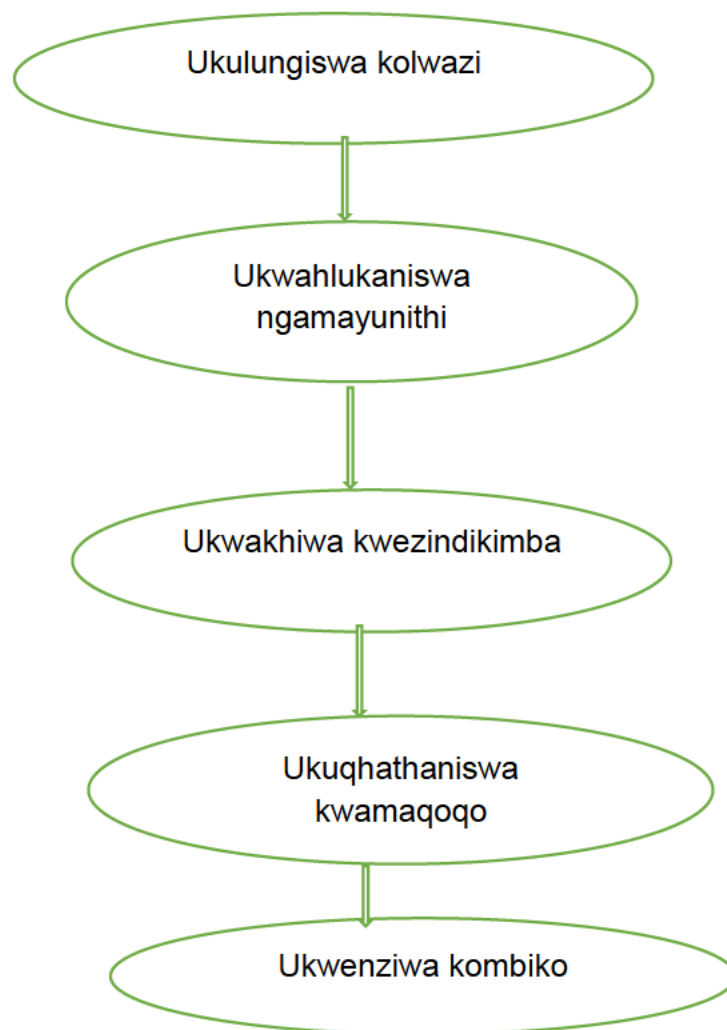 Ukulungiswa kolwazi
Ukwahlukaniswa
ngamayunithi
Ukwakhiwa kwezindikimba
Ukuqhathaniswa
kwamaqoqo
Ukwenziwa kombiko